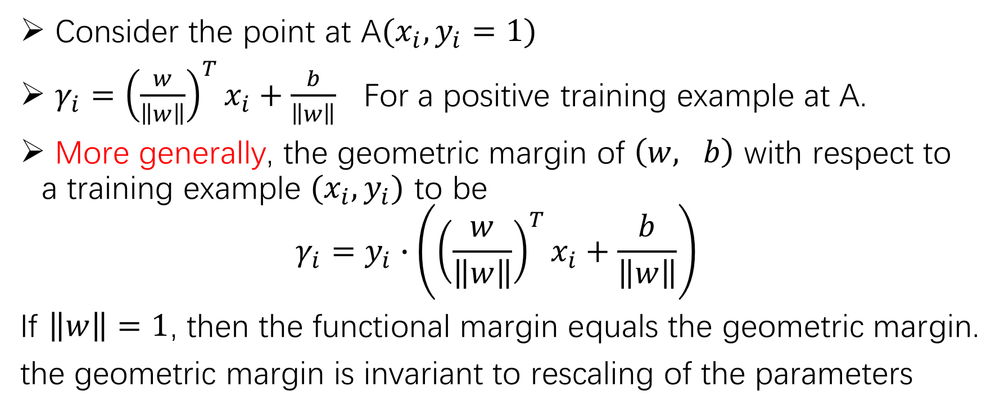 ➢ Consider the point at A$(x_i, y_i = 1)$
➢ $\gamma_i = \left(\frac{w}{\|w\|}\right)^T x_i + \frac{b}{\|w\|}$ For a positive training example at A.
➢ More generally, the geometric margin of $(w, \ b)$ with respect to
a training example $(x_i, y_i)$ to be
$\gamma_i = y_i \cdot \left(\left(\frac{w}{\|w\|}\right)^T x_i + \frac{b}{\|w\|}\right)$
If $\|w\| = 1$, then the functional margin equals the geometric margin.
the geometric margin is invariant to rescaling of the parameters